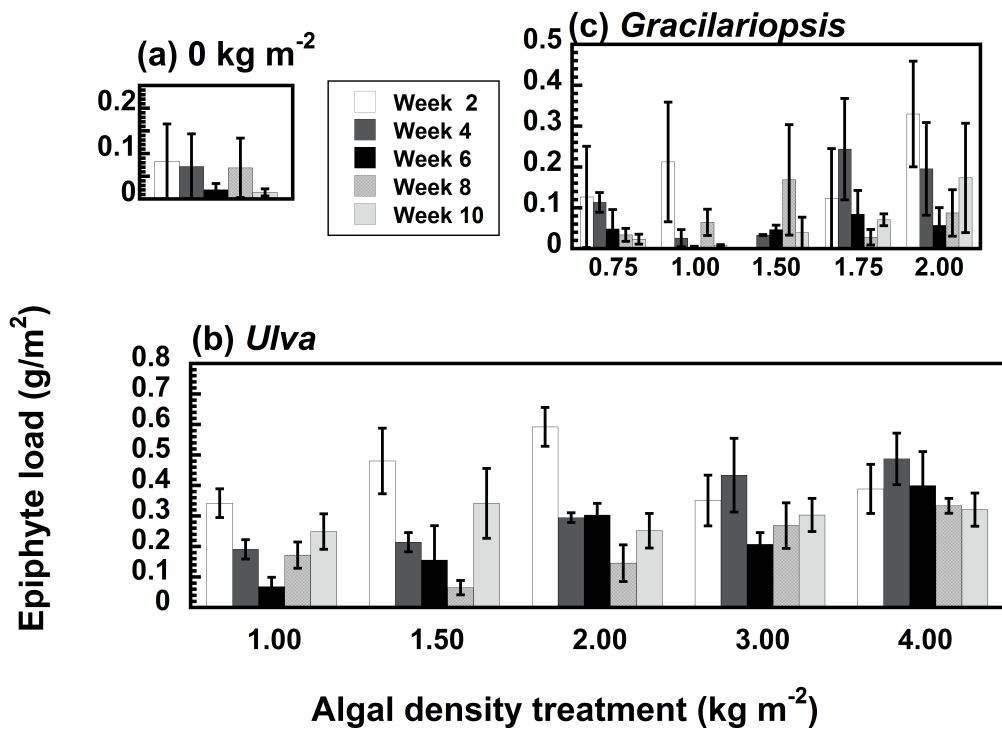 (a) 0 kg m⁻²
0.2
0.1
0
Week 2
Week 4
Week 6
Week 8
Week 10
(c) Gracilariopsis
0.5
0.4
0.3
0.2
0.1
0
0.75 1.00 1.50 1.75 2.00
(b) Ulva
0.8
0.7
0.6
0.5
0.4
0.3
0.2
0.1
0
1.00 1.50 2.00 3.00 4.00
Epiphyte load (g/m²)
Algal density treatment (kg m⁻²)